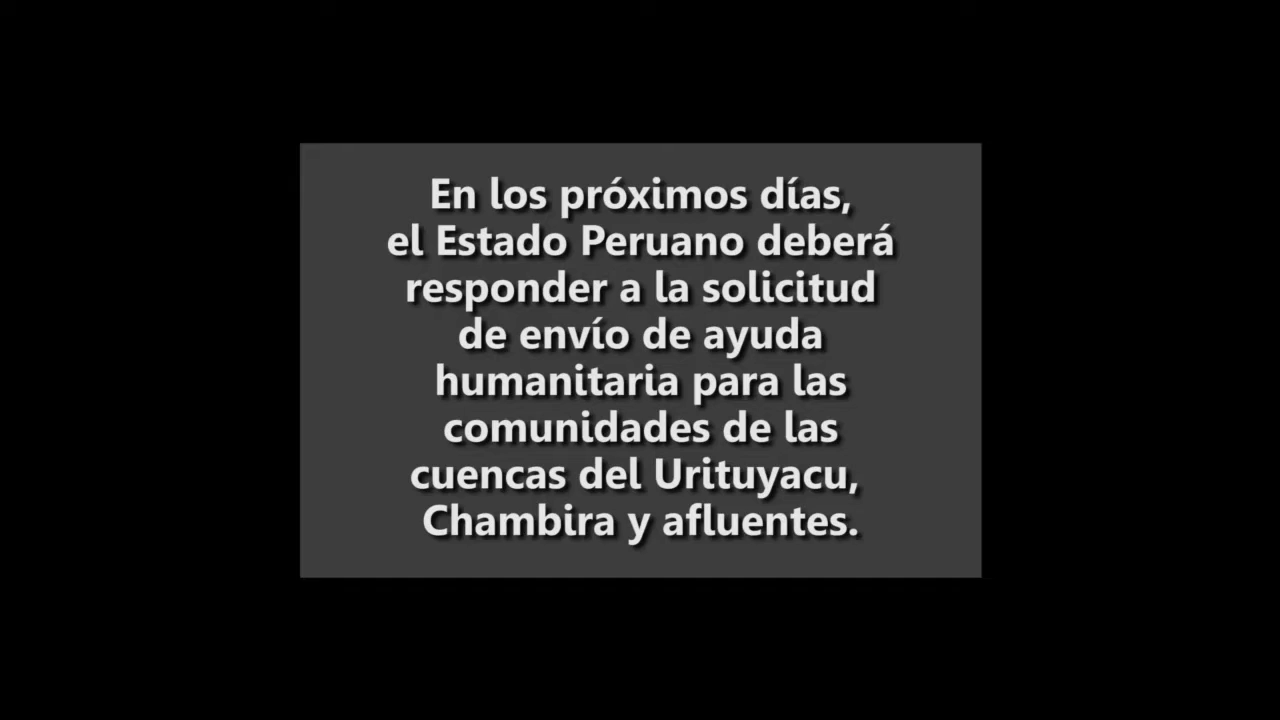 En los próximos días,
el Estado Peruano deberá
responder a la solicitud
de envío de ayuda
humanitaria para las
comunidades de las
cuencas del Urituyacu,
Chambira y afluentes.